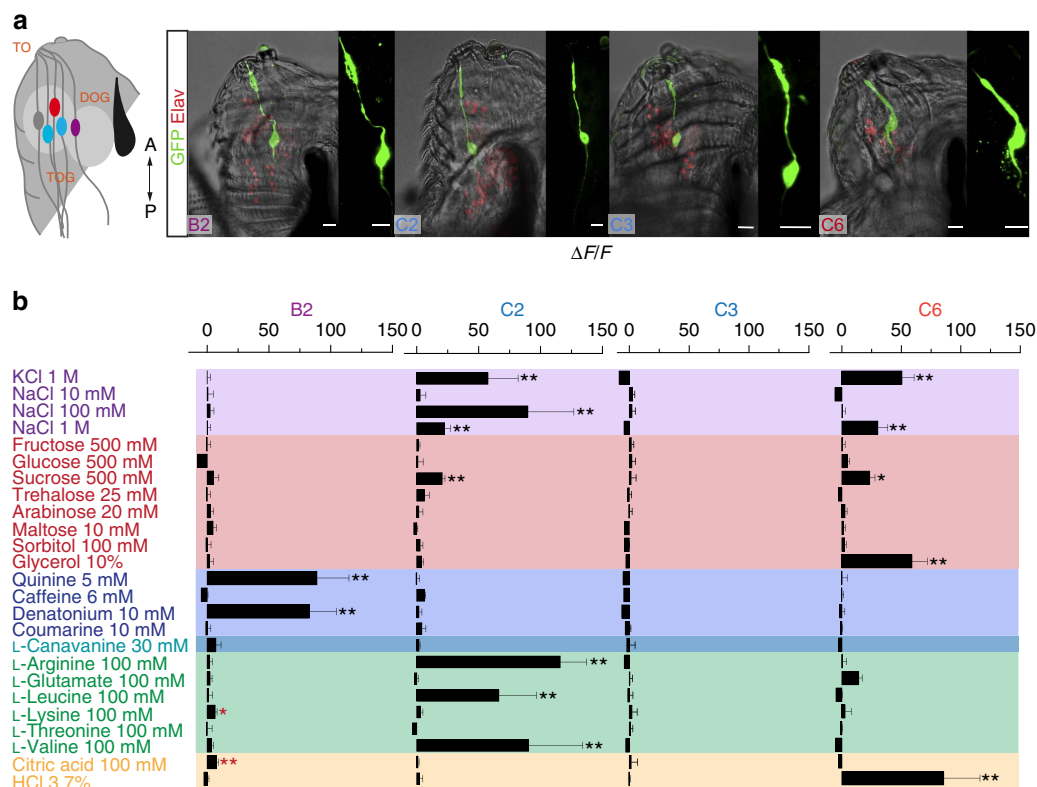 a
TO
DOG
TOG
A
P
GFP Elav
B2
C2
C3
C6
ΔF/F
b
B2
C2
C3
C6
0 50 100 150
0 50 100 150
0 50 100 150
0 50 100 150
KCl 1 M ** **
NaCl 10 mM
NaCl 100 mM **
NaCl 1 M ** **
Fructose 500 mM
Glucose 500 mM
Sucrose 500 mM ** *
Trehalose 25 mM
Arabinose 20 mM
Maltose 10 mM
Sorbitol 100 mM
Glycerol 10% **
Quinine 5 mM **
Caffeine 6 mM
Denatonium 10 mM **
Coumarine 10 mM
L-Canavanine 30 mM
L-Arginine 100 mM **
L-Glutamate 100 mM
L-Leucine 100 mM **
L-Lysine 100 mM *
L-Threonine 100 mM
L-Valine 100 mM **
Citric acid 100 mM **
HCl 3.7% **